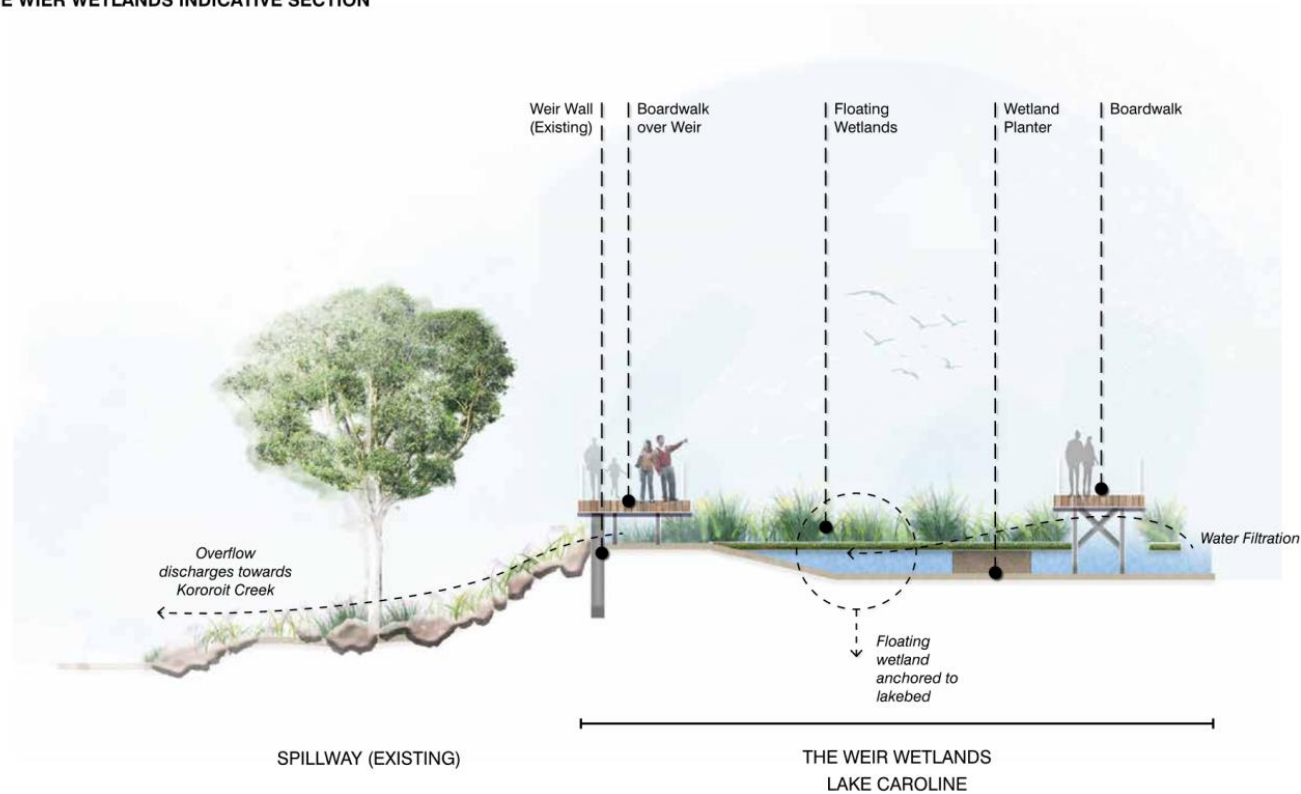 E WIER WETLANDS INDICATIVE SECTION
Weir Wall
(Existing)
Boardwalk
over Weir
Floating
Wetlands
Wetland
Planter
Boardwalk
Overflow
discharges towards
Kororoit Creek
Water Filtration
Floating
wetland
anchored to
lakebed
SPILLWAY (EXISTING)
THE WEIR WETLANDS
LAKE CAROLINE